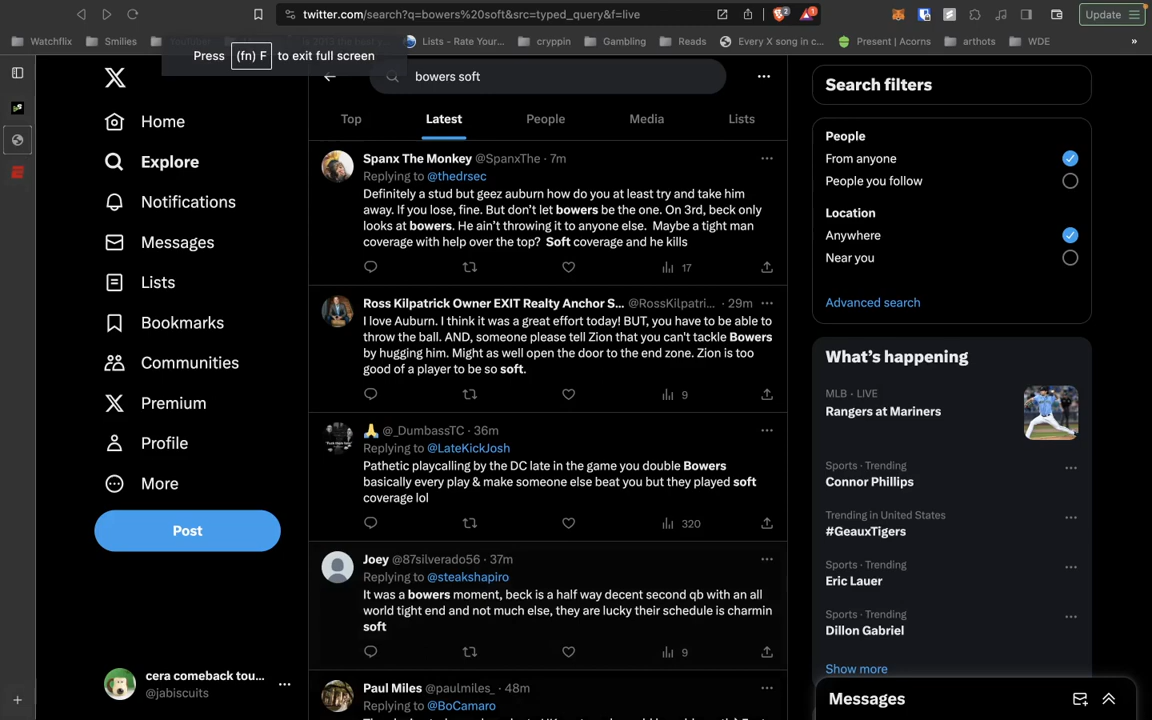 twitter.com/search?q=bowers%20soft&src=typed_query&f=live
2
Update
Watchflix
Smilies
Lists - Rate Your...
cryppin
Gambling
Reads
Every X song in c...
Present | Acorns
arthots
WDE
»
Press (fn) F to exit full screen
bowers soft
Top
Latest
People
Media
Lists
Home
Explore
Notifications
Messages
Lists
Bookmarks
Communities
Premium
Profile
More
Post
cera comeback tou...
@jabiscuits
Spanx The Monkey @SpanxThe · 7m
Replying to @thedrsec
Definitely a stud but geez auburn how do you at least try and take him
away. If you lose, fine. But don't let bowers be the one. On 3rd, beck only
looks at bowers. He ain't throwing it to anyone else. Maybe a tight man
coverage with help over the top? Soft coverage and he kills
17
Ross Kilpatrick Owner EXIT Realty Anchor S... @RossKilpatri... · 29m
I love Auburn. I think it was a great effort today! BUT, you have to be able to
throw the ball. AND, someone please tell Zion that you can't tackle Bowers
by hugging him. Might as well open the door to the end zone. Zion is too
good of a player to be so soft.
9
🙏 @_DumbassTC · 36m
Replying to @LateKickJosh
Pathetic playcalling by the DC late in the game you double Bowers
basically every play & make someone else beat you but they played soft
coverage lol
320
Joey @87silverado56 · 37m
Replying to @steakshapiro
It was a bowers moment, beck is a half way decent second qb with an all
world tight end and not much else, they are lucky their schedule is charmin
soft
9
Paul Miles @paulmiles_ · 48m
Replying to @BoCamaro
Search filters
People
From anyone
People you follow
Location
Anywhere
Near you
Advanced search
What's happening
MLB · LIVE
Rangers at Mariners
Sports · Trending
Connor Phillips
Trending in United States
#GeauxTigers
Sports · Trending
Eric Lauer
Sports · Trending
Dillon Gabriel
Show more
Messages